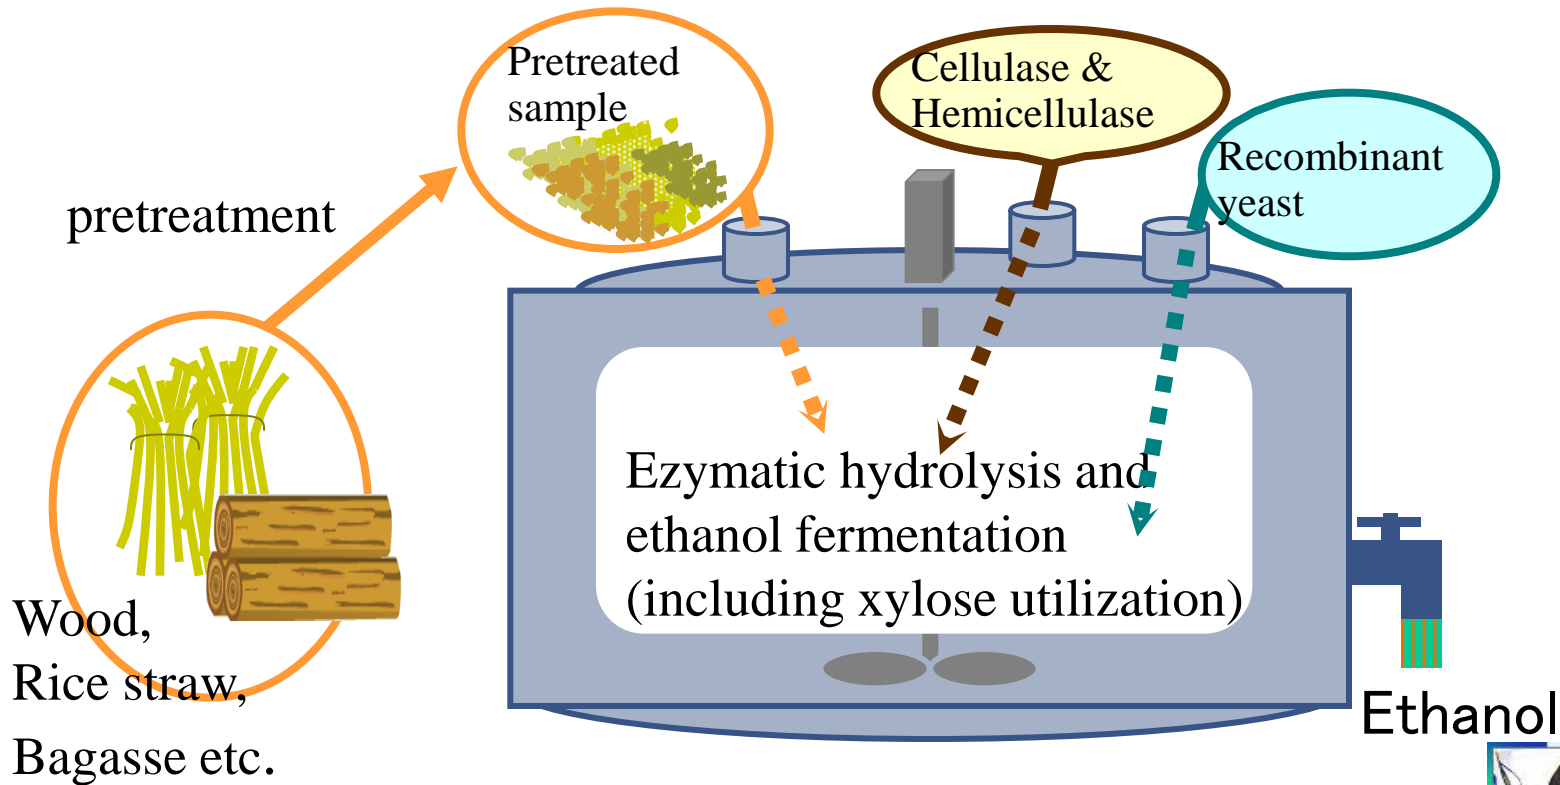 Pretreated
sample
Cellulase &
Hemicellulase
Recombinant
yeast
pretreatment
Ezymatic hydrolysis and
ethanol fermentation
(including xylose utilization)
Wood,
Rice straw,
Bagasse etc.
Ethanol